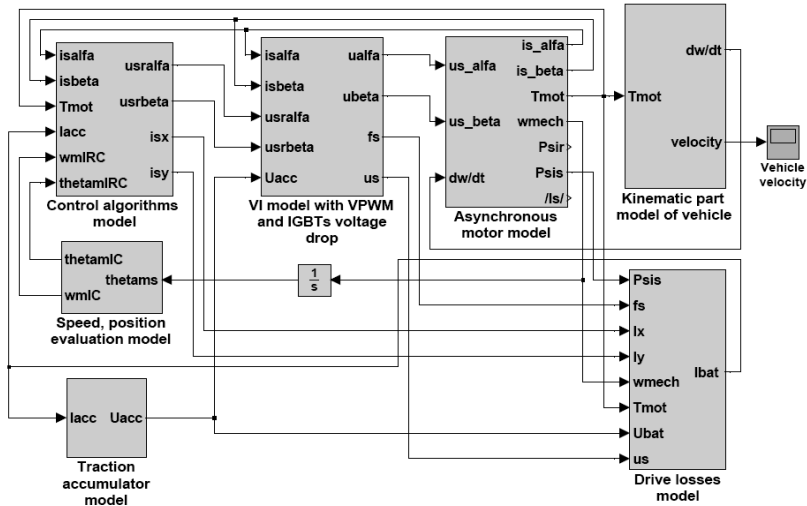 isalfa
isbeta
Tmot
Iacc
wmIRC
thetamIRC
usralfa
usrbeta
isx
isy
Control algorithms
model
isalfa
isbeta
usralfa
usrbeta
Uacc
ualfa
ubeta
fs
us
VI model with VPWM
and IGBTs voltage
drop
us_alfa
us_beta
dw/dt
is_alfa
is_beta
Tmot
wmech
Psir
Psis
/Is/
Asynchronous
motor model
Tmot
dw/dt
velocity
Kinematic part
model of vehicle
Vehicle
velocity
thetamIC
wmIC
thetams
Speed, position
evaluation model
1
s
Iacc
Uacc
Traction
accumulator
model
Psis
fs
Ix
Iy
wmech
Tmot
Ubat
us
Ibat
Drive losses
model